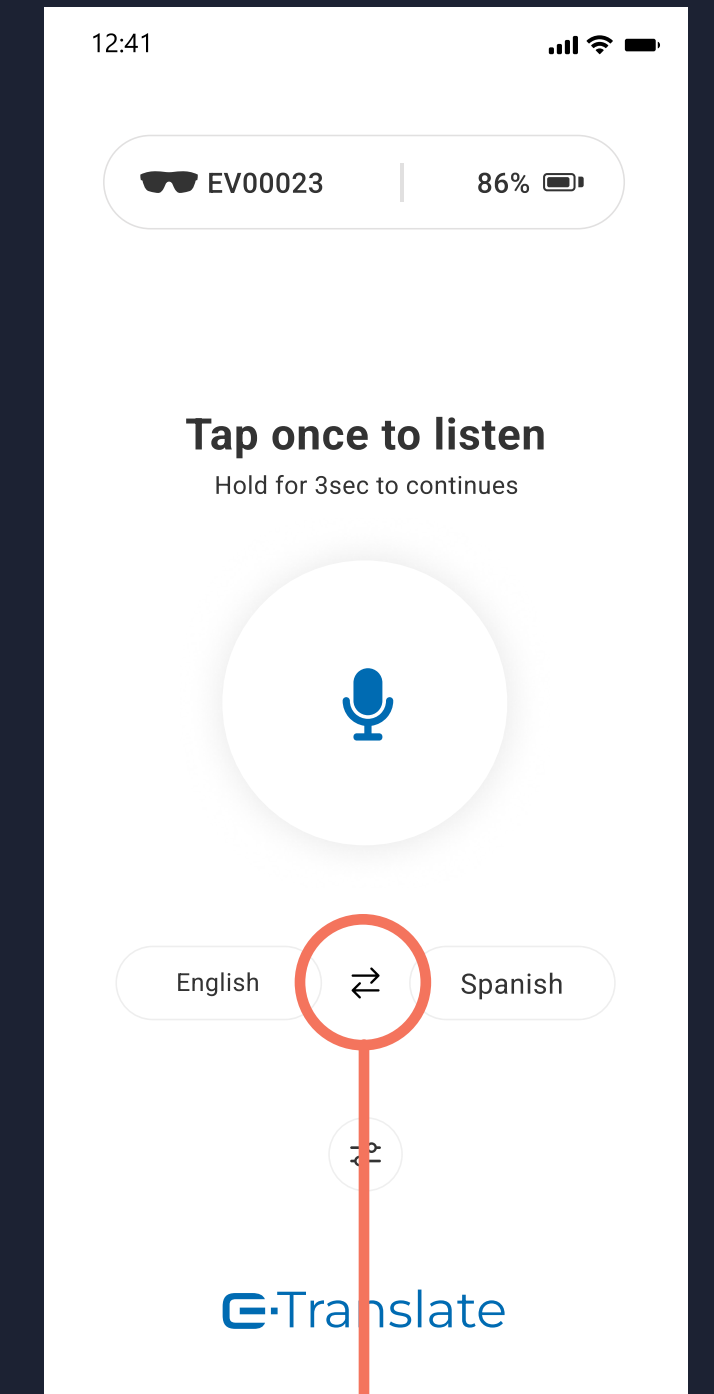 12:41
EV00023
86%
Tap once to listen
Hold for 3sec to continues
English
Spanish
e·Translate